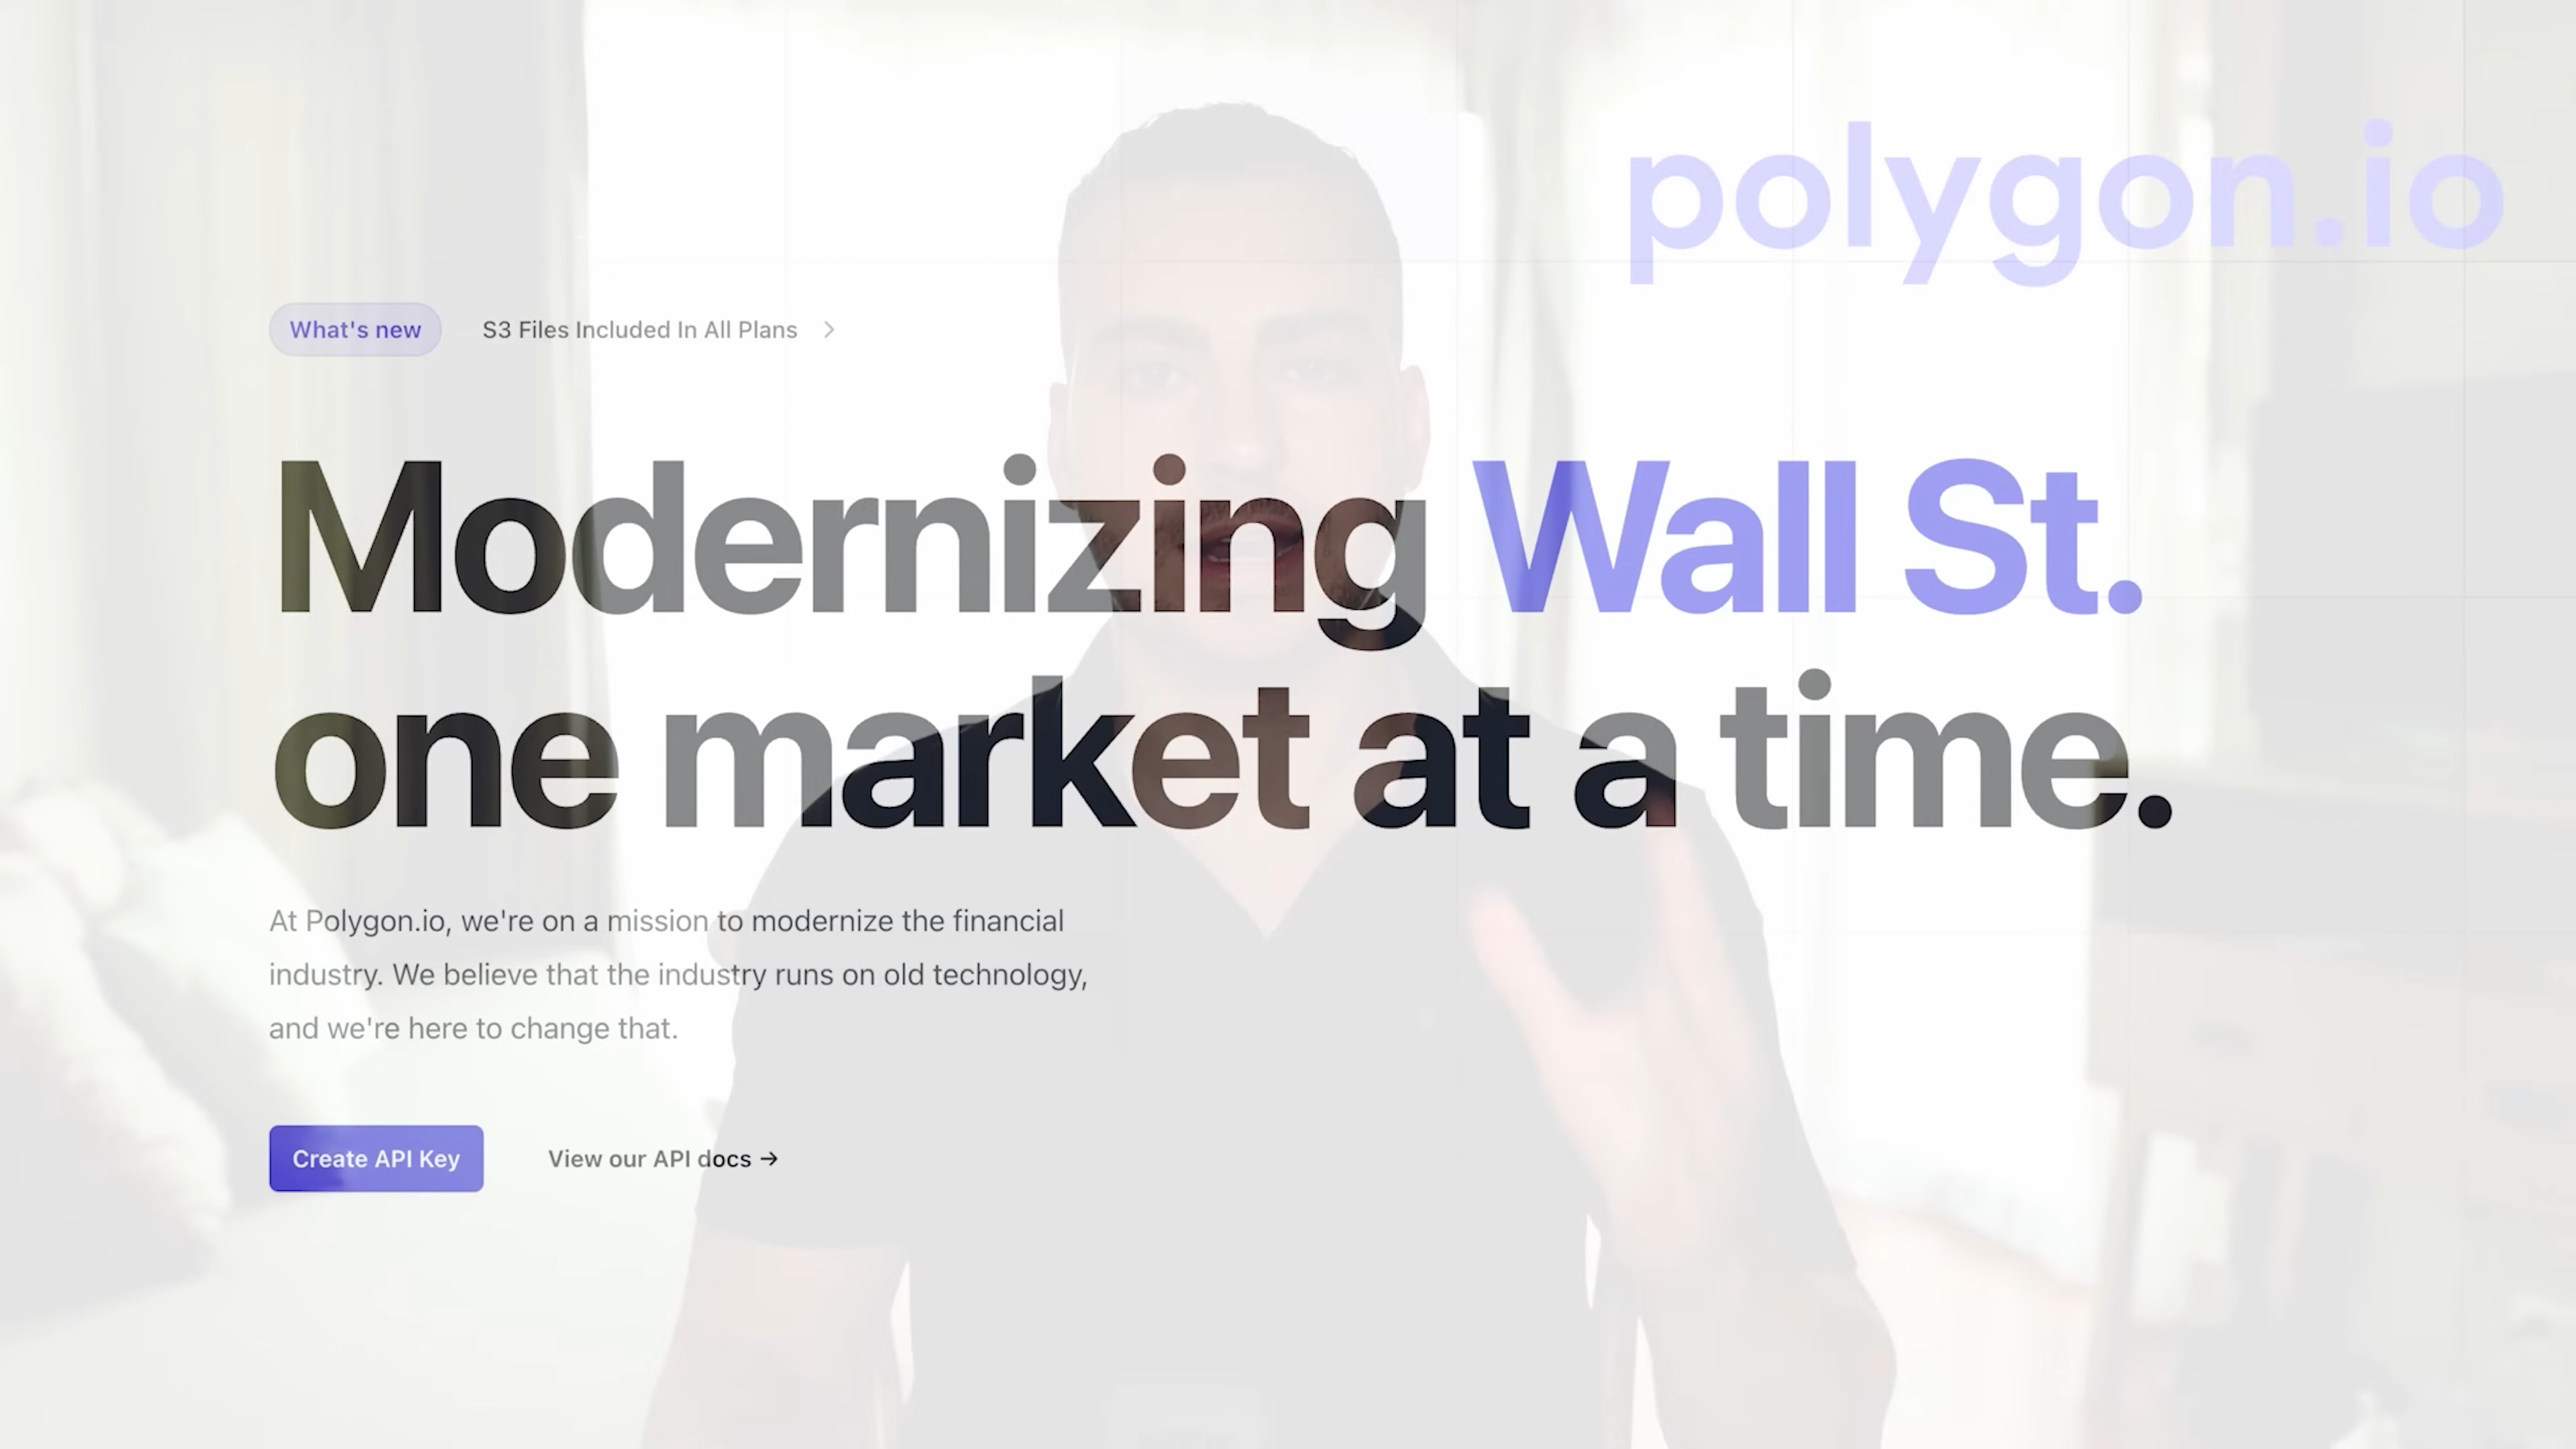 polygon.io
What's new S3 Files Included In All Plans
Modernizing Wall St.
one market at a time.
At Polygon.io, we're on a mission to modernize the financial
industry. We believe that the industry runs on old technology,
and we're here to change that.
Create API Key View our API docs →